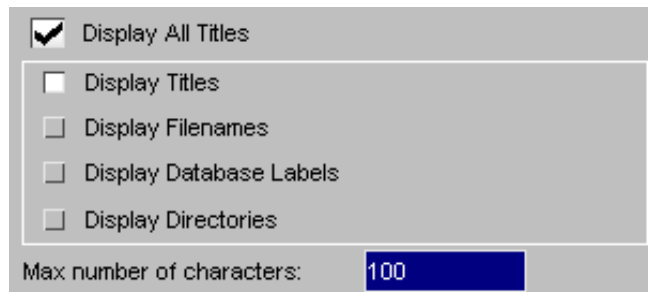 Display All Titles
Display Titles
Display Filenames
Display Database Labels
Display Directories
Max number of characters: 100